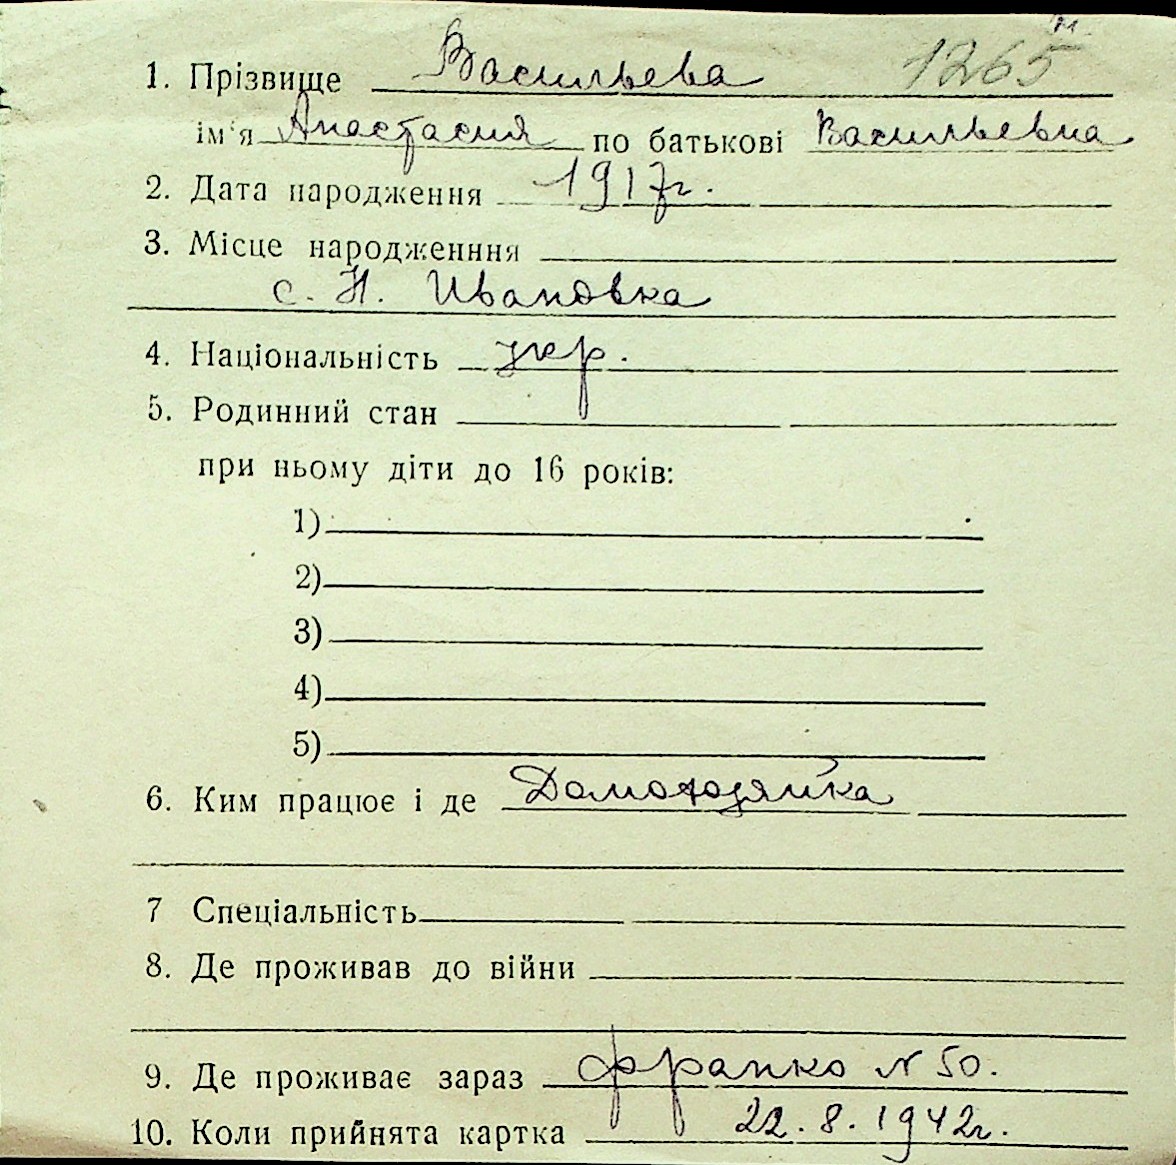 1. Прізвище Васильева 1265
ім'я Анастасия по батькові Васильевна
2. Дата народження 1917г.
3. Місце народженння
с. Н. Ивановка
4. Національність укр.
5. Родинний стан
при ньому діти до 16 років:
1)
2)
3)
4)
5)
6. Ким працює і де Домохозяйка
7 Спеціальність
8. Де проживав до війни
9. Де проживає зараз Франко N 50.
10. Коли прийнята картка 22.8.1942г.